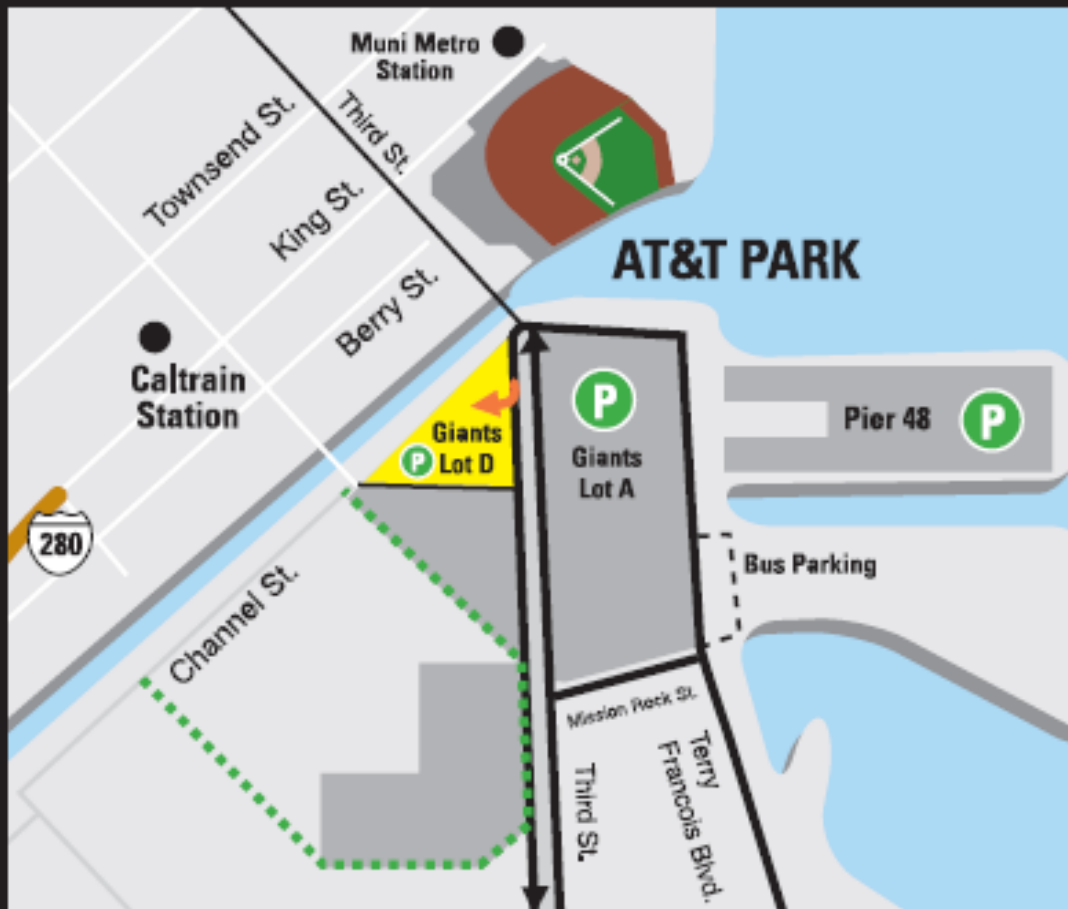 Muni Metro
Station
Townsend St.
Third St.
King St.
AT&T PARK
Berry St.
Caltrain
Station
P
Giants
Lot D
P
Giants
Lot A
Pier 48
P
280
Bus Parking
Channel St.
Mission Rock St.
Third St.
Terry
Francois Blvd.